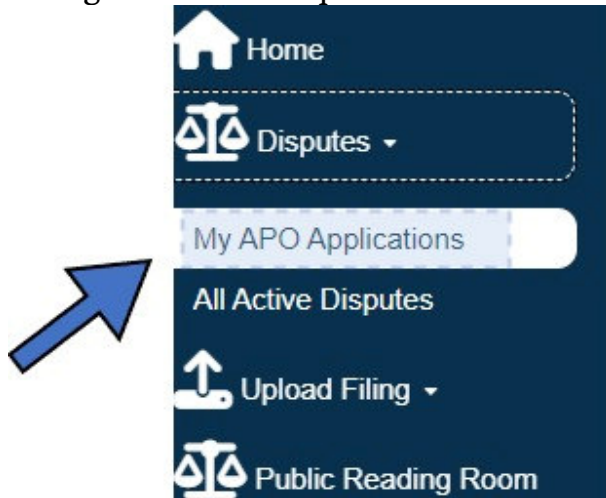 Home
Disputes
My APO Applications
All Active Disputes
Upload Filing
Public Reading Room